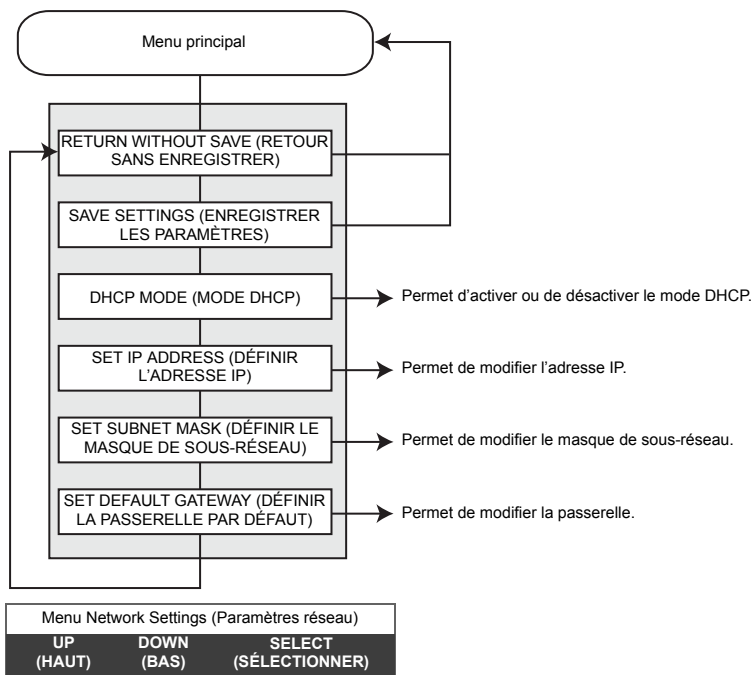 Menu principal
RETURN WITHOUT SAVE (RETOUR
SANS ENREGISTRER)
SAVE SETTINGS (ENREGISTRER
LES PARAMÈTRES)
DHCP MODE (MODE DHCP)
Permet d’activer ou de désactiver le mode DHCP.
SET IP ADDRESS (DÉFINIR
L’ADRESSE IP)
Permet de modifier l’adresse IP.
SET SUBNET MASK (DÉFINIR LE
MASQUE DE SOUS-RÉSEAU)
Permet de modifier le masque de sous-réseau.
SET DEFAULT GATEWAY (DÉFINIR
LA PASSERELLE PAR DÉFAUT)
Permet de modifier la passerelle.
Menu Network Settings (Paramètres réseau)
UP DOWN SELECT
(HAUT) (BAS) (SÉLECTIONNER)